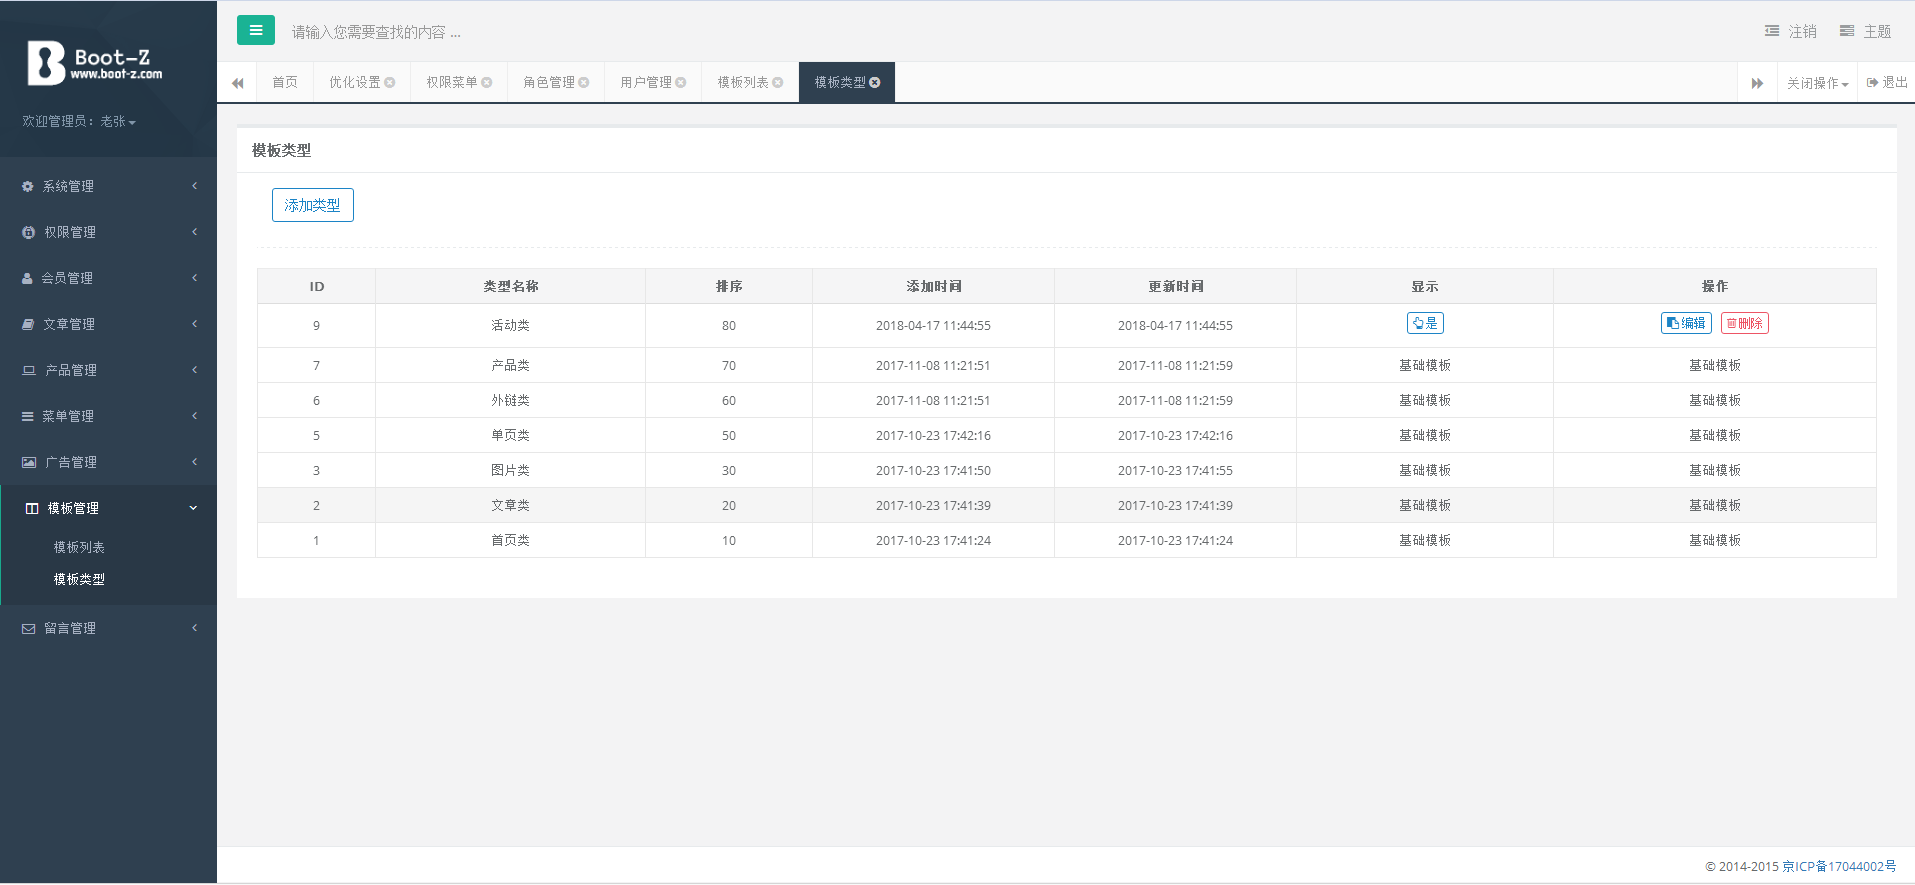 Boot-Z
www.boot-z.com
欢迎管理员：老张
系统管理
权限管理
会员管理
文章管理
产品管理
菜单管理
广告管理
模板管理
模板列表
模板类型
留言管理
请输入您需要查找的内容 ...
注销 主题
首页 优化设置 权限菜单 角色管理 用户管理 模板列表 模板类型 关闭操作 退出
模板类型
添加类型
ID 类型名称 排序 添加时间 更新时间 显示 操作
9 活动类 80 2018-04-17 11:44:55 2018-04-17 11:44:55 是 编辑 删除
7 产品类 70 2017-11-08 11:21:51 2017-11-08 11:21:59 基础模板 基础模板
6 外链类 60 2017-11-08 11:21:51 2017-11-08 11:21:59 基础模板 基础模板
5 单页类 50 2017-10-23 17:42:16 2017-10-23 17:42:16 基础模板 基础模板
3 图片类 30 2017-10-23 17:41:50 2017-10-23 17:41:55 基础模板 基础模板
2 文章类 20 2017-10-23 17:41:39 2017-10-23 17:41:39 基础模板 基础模板
1 首页类 10 2017-10-23 17:41:24 2017-10-23 17:41:24 基础模板 基础模板
© 2014-2015 京ICP备17044002号